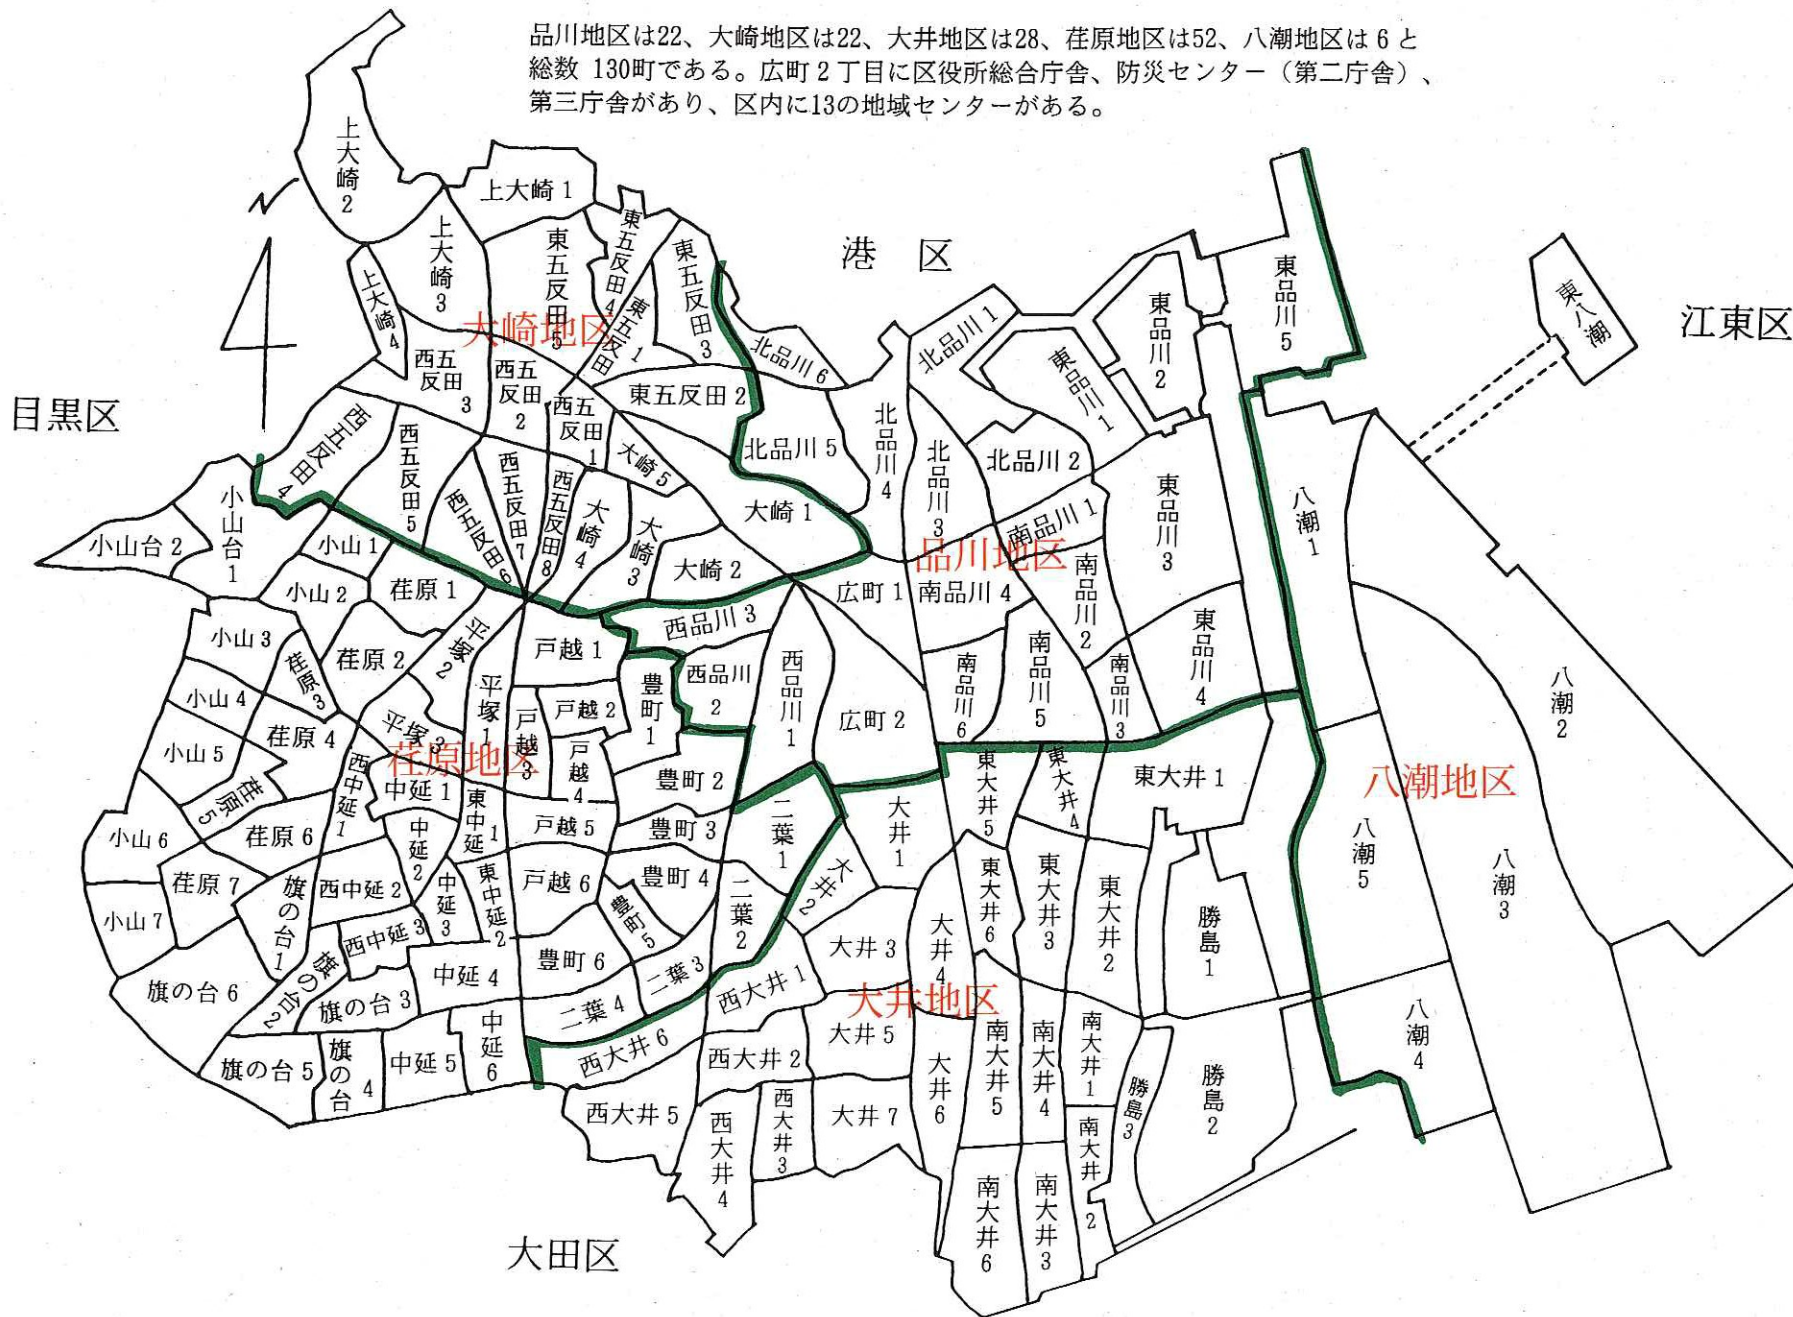 品川地区は22、大崎地区は22、大井地区は28、荏原地区は52、八潮地区は6と
総数 130町である。広町2丁目に区役所総合庁舎、防災センター（第二庁舎）、
第三庁舎があり、区内に13の地域センターがある。
上大崎2
上大崎1
上大崎3
上大崎4
東五反田5
東五反田4
東五反田1
東五反田3
東五反田2
大崎地区
港区
江東区
目黒区
東八潮
西五反田3
西五反田2
西五反田1
西五反田4
西五反田5
西五反田6
西五反田7
西五反田8
大崎5
大崎4
大崎3
大崎1
大崎2
北品川6
北品川5
北品川4
北品川1
北品川3
北品川2
東品川1
東品川2
東品川5
東品川3
東品川4
品川地区
南品川1
南品川4
南品川2
南品川6
南品川5
南品川3
広町1
広町2
西品川3
西品川2
西品川1
小山台2
小山台1
小山1
小山2
小山3
小山4
小山5
小山6
小山7
荏原1
荏原2
荏原3
荏原4
荏原5
荏原6
荏原7
荏原地区
平塚2
平塚1
平塚3
戸越1
戸越2
戸越3
戸越4
戸越5
戸越6
豊町1
豊町2
豊町3
豊町4
豊町5
豊町6
西中延1
西中延2
西中延3
中延1
中延2
中延3
中延4
中延5
中延6
東中延1
東中延2
旗の台1
旗の台2
旗の台3
旗の台4
旗の台5
旗の台6
二葉1
二葉2
二葉3
二葉4
大井地区
大井1
大井2
大井3
大井4
大井5
大井6
大井7
西大井1
西大井2
西大井3
西大井4
西大井5
西大井6
東大井1
東大井2
東大井3
東大井4
東大井5
東大井6
南大井1
南大井2
南大井3
南大井4
南大井5
南大井6
勝島1
勝島2
勝島3
八潮地区
八潮1
八潮2
八潮3
八潮4
八潮5
大田区